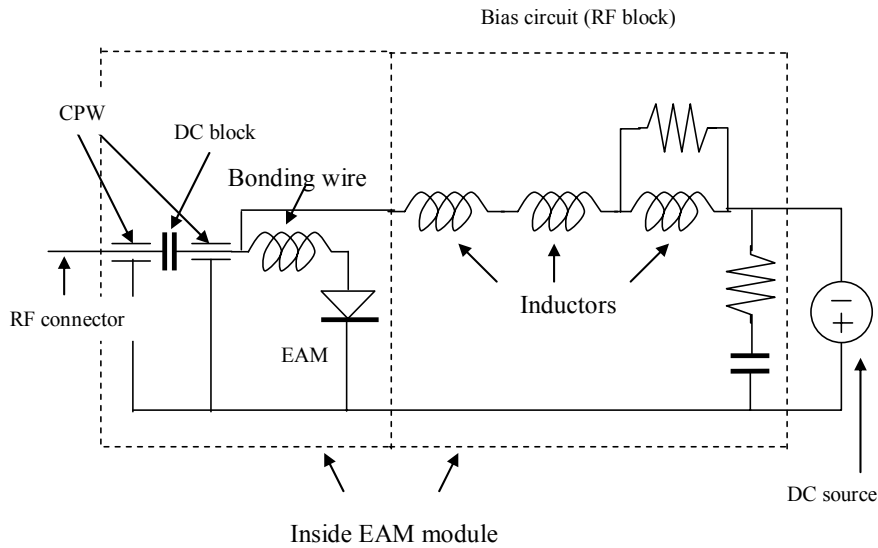 Bias circuit (RF block)
CPW
DC block
Bonding wire
Inductors
RF connector
EAM
DC source
Inside EAM module